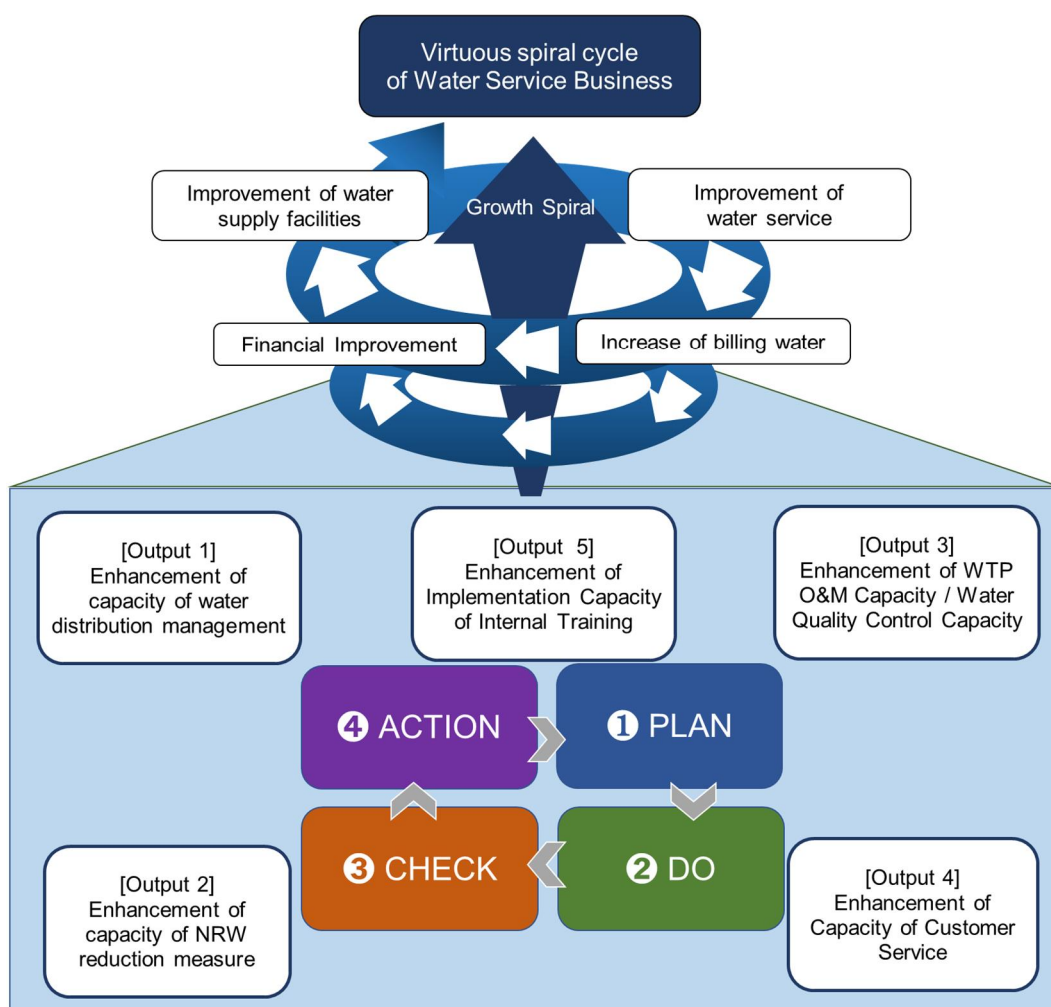 Virtuous spiral cycle
of Water Service Business
Improvement of water
supply facilities
Growth Spiral
Improvement of
water service
Financial Improvement
Increase of billing water
[Output 1]
Enhancement of
capacity of water
distribution management
[Output 5]
Enhancement of
Implementation Capacity
of Internal Training
[Output 3]
Enhancement of WTP
O&M Capacity / Water
Quality Control Capacity
❹ ACTION
❶ PLAN
❸ CHECK
❷ DO
[Output 2]
Enhancement of
capacity of NRW
reduction measure
[Output 4]
Enhancement of
Capacity of Customer
Service